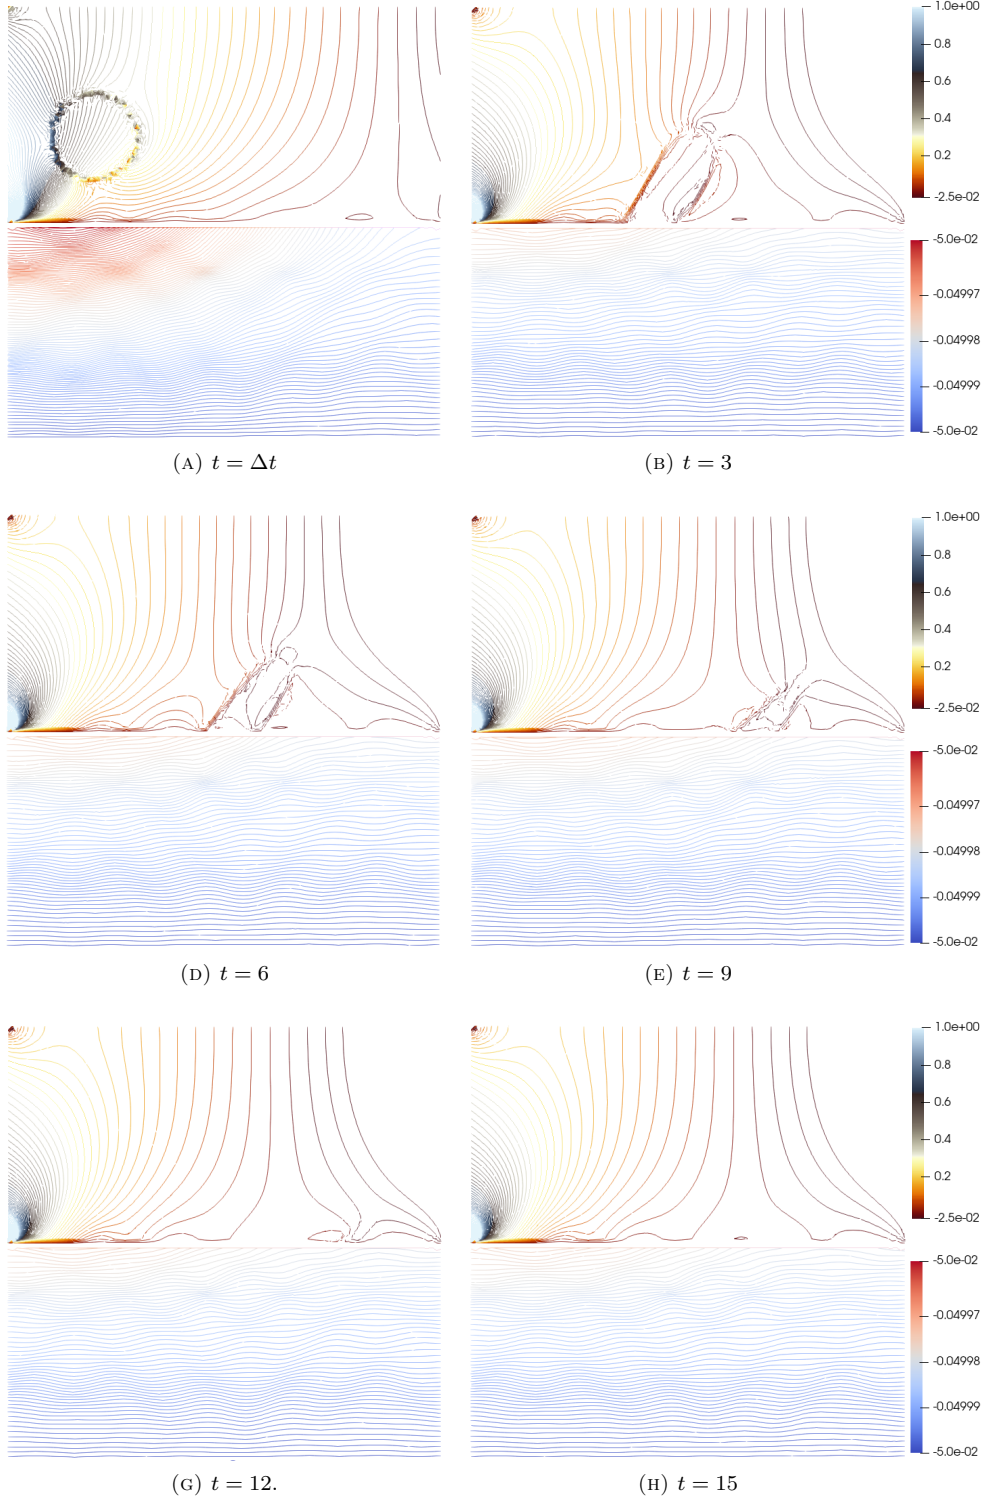 1.0e+00
0.8
0.6
0.4
0.2
-2.5e-02
-5.0e-02
-0.04997
-0.04998
-0.04999
-5.0e-02
(A) t = Δt
(B) t = 3
1.0e+00
0.8
0.6
0.4
0.2
-2.5e-02
-5.0e-02
-0.04997
-0.04998
-0.04999
-5.0e-02
(D) t = 6
(E) t = 9
1.0e+00
0.8
0.6
0.4
0.2
-2.5e-02
-5.0e-02
-0.04997
-0.04998
-0.04999
-5.0e-02
(G) t = 12.
(H) t = 15